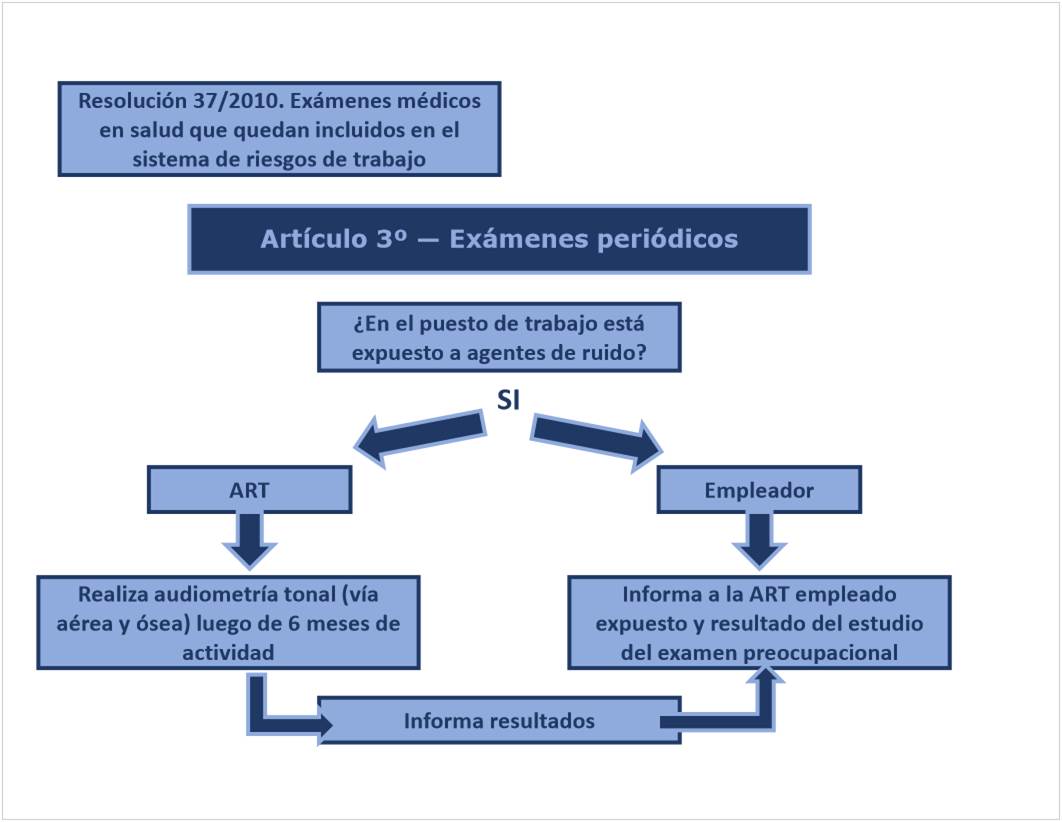 Resolución 37/2010. Exámenes médicos
en salud que quedan incluidos en el
sistema de riesgos de trabajo
Artículo 3º — Exámenes periódicos
¿En el puesto de trabajo está
expuesto a agentes de ruido?
SI
ART
Empleador
Realiza audiometría tonal (vía
aérea y ósea) luego de 6 meses de
actividad
Informa a la ART empleado
expuesto y resultado del estudio
del examen preocupacional
Informa resultados